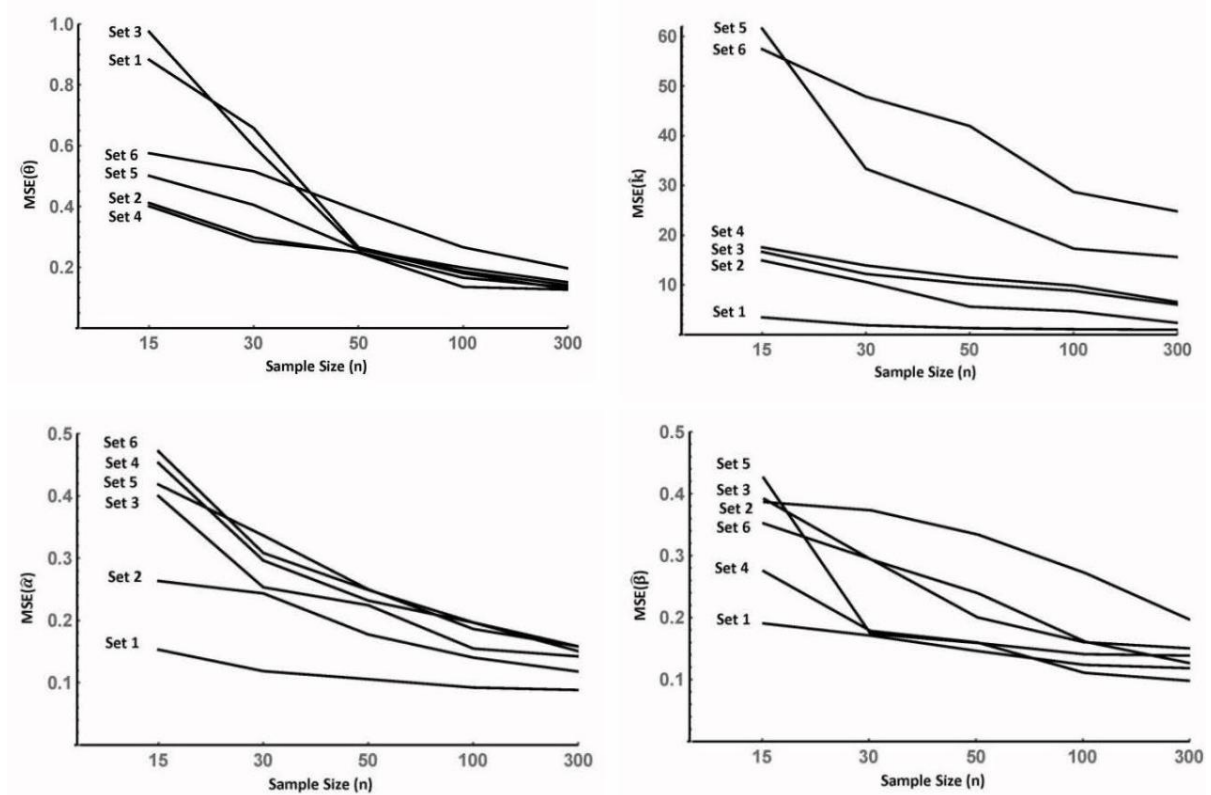 1.0
Set 3
Set 1
0.8
0.6
Set 6
Set 5
0.4
Set 2
Set 4
0.2
MSE(θ̂)
15 30 50 100 300
Sample Size (n)
60
Set 5
Set 6
50
40
30
20
Set 4
Set 3
Set 2
10
Set 1
MSE(k̂)
15 30 50 100 300
Sample Size (n)
0.5
Set 6
Set 4
Set 5
0.4
Set 3
0.3
Set 2
0.2
Set 1
0.1
MSE(α̂)
15 30 50 100 300
Sample Size (n)
0.5
Set 5
Set 3
0.4
Set 2
Set 6
0.3
Set 4
0.2
Set 1
0.1
MSE(β̂)
15 30 50 100 300
Sample Size (n)